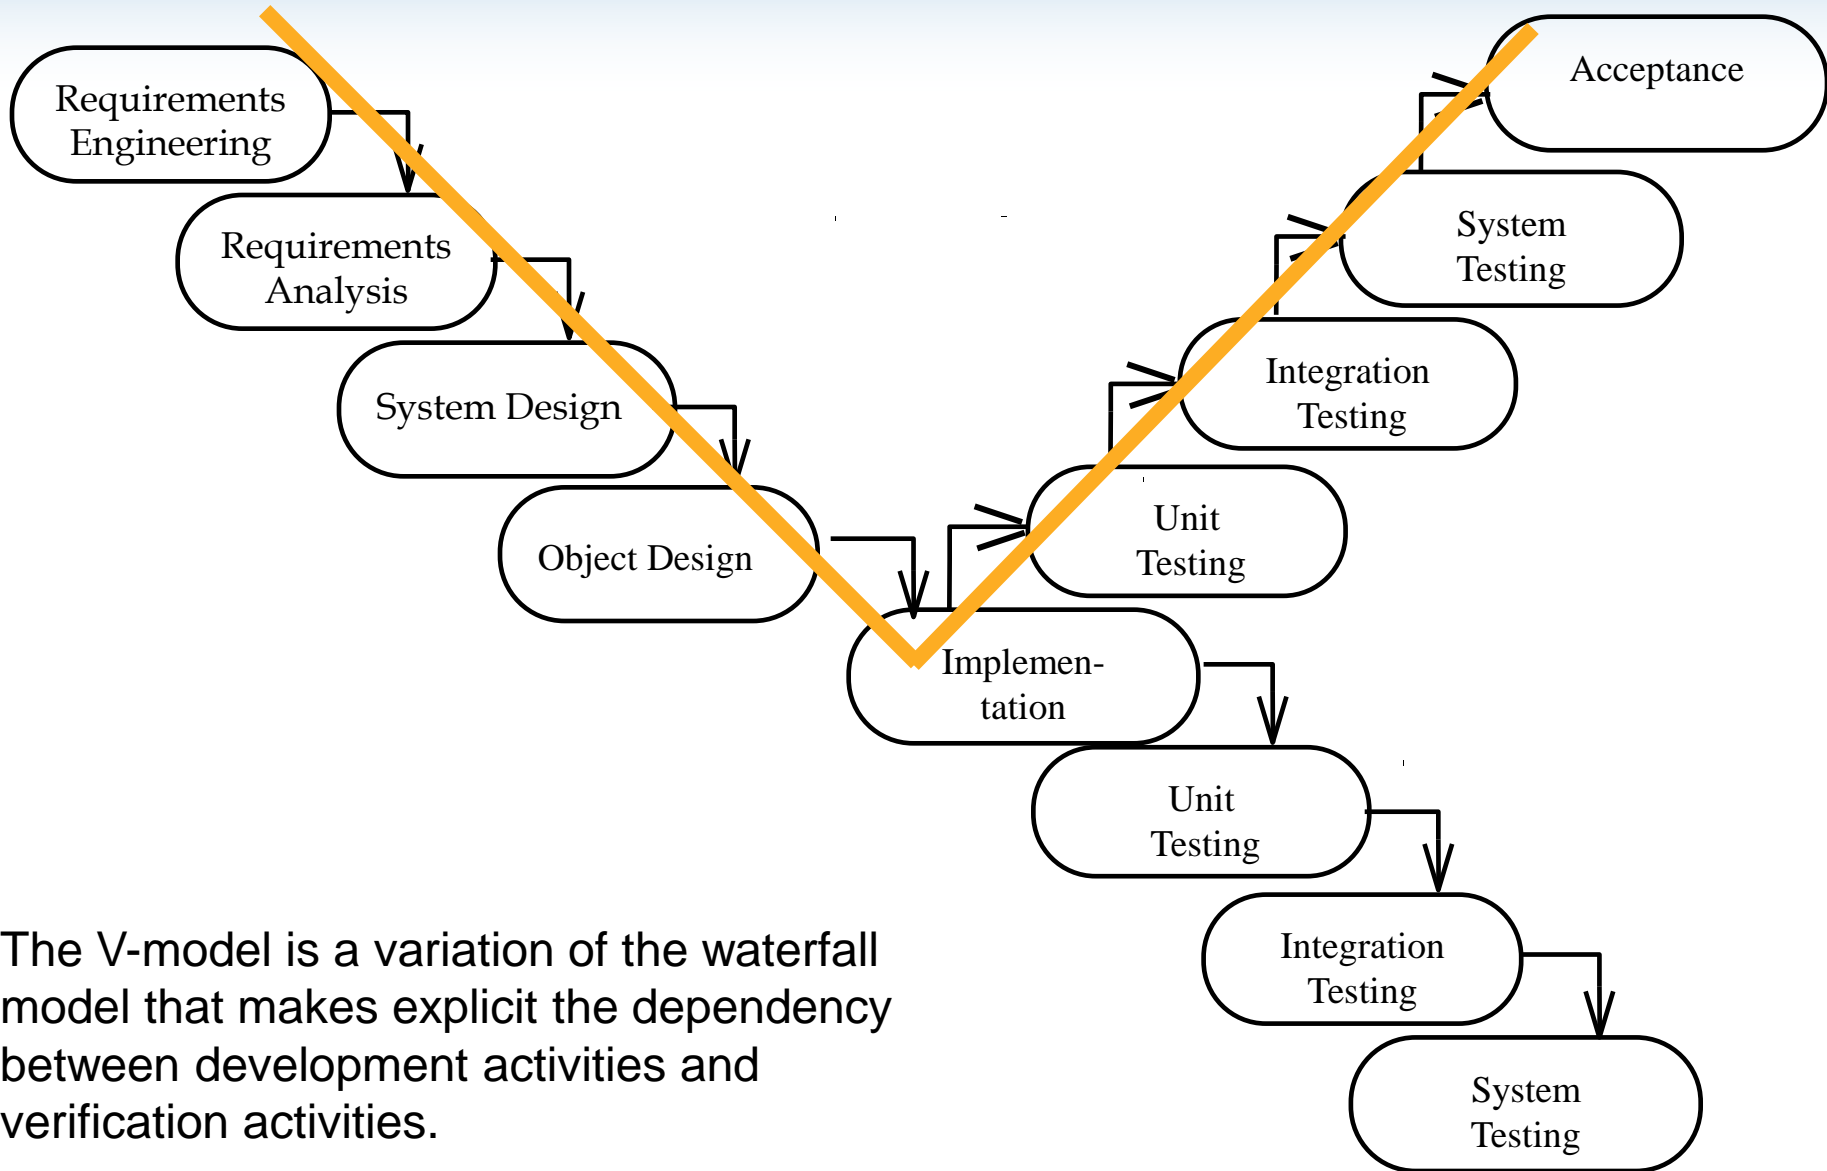 Requirements
Engineering
Requirements
Analysis
System Design
Object Design
Implemen-
tation
Unit
Testing
Integration
Testing
System
Testing
Acceptance
Unit
Testing
Integration
Testing
System
Testing
The V-model is a variation of the waterfall
model that makes explicit the dependency
between development activities and
verification activities.